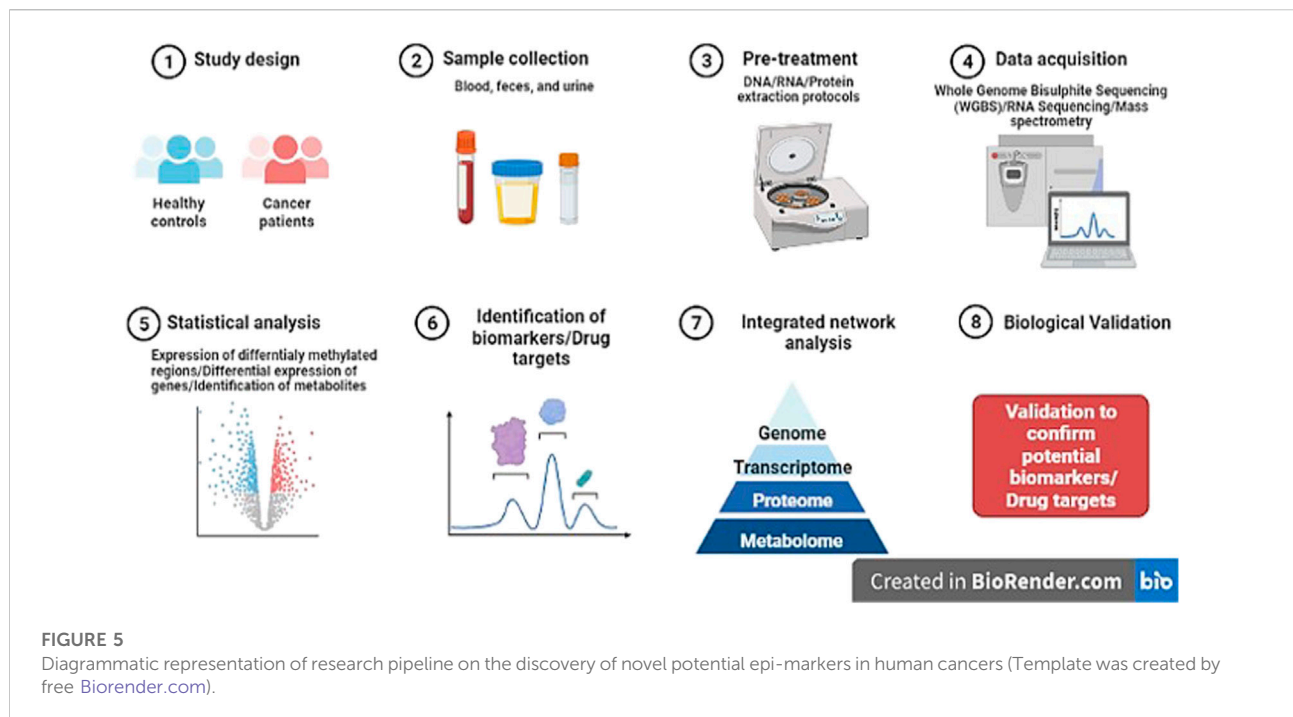 1 Study design
Healthy
controls
Cancer
patients
2 Sample collection
Blood, feces, and urine
3 Pre-treatment
DNA/RNA/Protein
extraction protocols
4 Data acquisition
Whole Genome Bisulphite Sequencing
(WGBS)/RNA Sequencing/Mass
spectrometry
5 Statistical analysis
Expression of differntialy methylated
regions/Differential expression of
genes/Identification of metabolites
6 Identification of
biomarkers/Drug
targets
7 Integrated network
analysis
Genome
Transcriptome
Proteome
Metabolome
8 Biological Validation
Validation to
confirm
potential
biomarkers/
Drug targets
Created in BioRender.com bio
FIGURE 5
Diagrammatic representation of research pipeline on the discovery of novel potential epi-markers in human cancers (Template was created by
free Biorender.com).